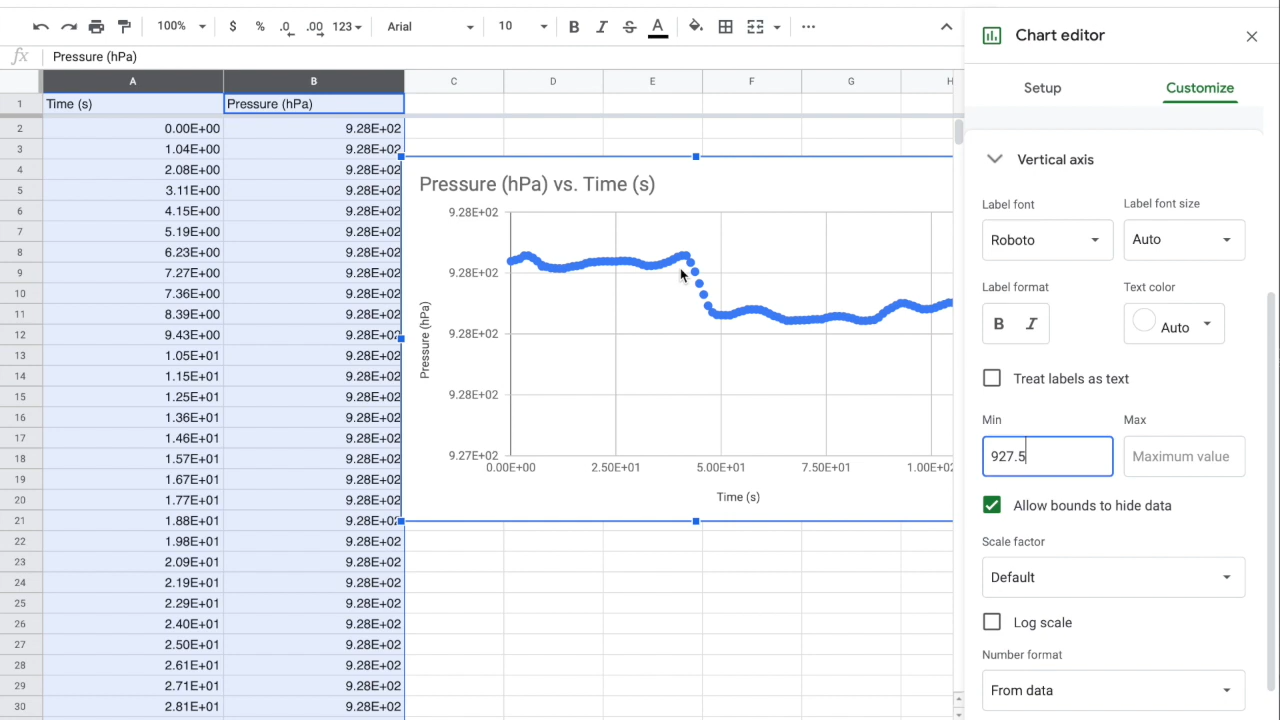 100% $ % .0 .00 123 Arial 10 B I S A ...
Chart editor
fx Pressure (hPa)
Setup Customize
A B C D E F G H
1 Time (s) Pressure (hPa)
2 0.00E+00 9.28E+02
3 1.04E+00 9.28E+02
4 2.08E+00 9.28E+02
5 3.11E+00 9.28E+02
6 4.15E+00 9.28E+02
7 5.19E+00 9.28E+02
8 6.23E+00 9.28E+02
9 7.27E+00 9.28E+02
10 7.36E+00 9.28E+02
11 8.39E+00 9.28E+02
12 9.43E+00 9.28E+02
13 1.05E+01 9.28E+02
14 1.15E+01 9.28E+02
15 1.25E+01 9.28E+02
16 1.36E+01 9.28E+02
17 1.46E+01 9.28E+02
18 1.57E+01 9.28E+02
19 1.67E+01 9.28E+02
20 1.77E+01 9.28E+02
21 1.88E+01 9.28E+02
22 1.98E+01 9.28E+02
23 2.09E+01 9.28E+02
24 2.19E+01 9.28E+02
25 2.29E+01 9.28E+02
26 2.40E+01 9.28E+02
27 2.50E+01 9.28E+02
28 2.61E+01 9.28E+02
29 2.71E+01 9.28E+02
30 2.81E+01 9.28E+02
Pressure (hPa) vs. Time (s)
9.28E+02
9.28E+02
9.28E+02
9.28E+02
9.27E+02
Pressure (hPa)
0.00E+00 2.50E+01 5.00E+01 7.50E+01 1.00E+02
Time (s)
Vertical axis
Label font Label font size
Roboto Auto
Label format Text color
B I Auto
Treat labels as text
Min Max
927.5 Maximum value
Allow bounds to hide data
Scale factor
Default
Log scale
Number format
From data